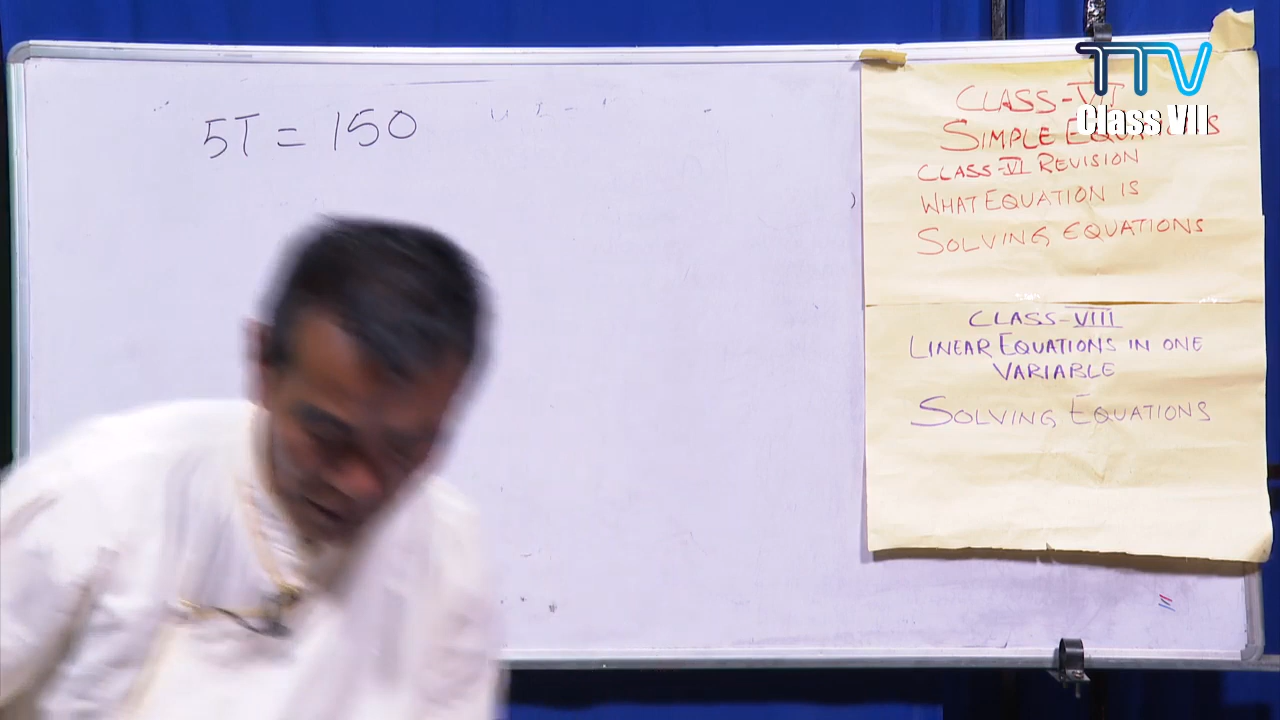 5T = 150
TTV
Class VII
CLASS-VII
SIMPLE EQUATIONS
CLASS-VI REVISION
WHAT EQUATION IS
SOLVING EQUATIONS
CLASS-VIII
LINEAR EQUATIONS IN ONE
VARIABLE
SOLVING EQUATIONS